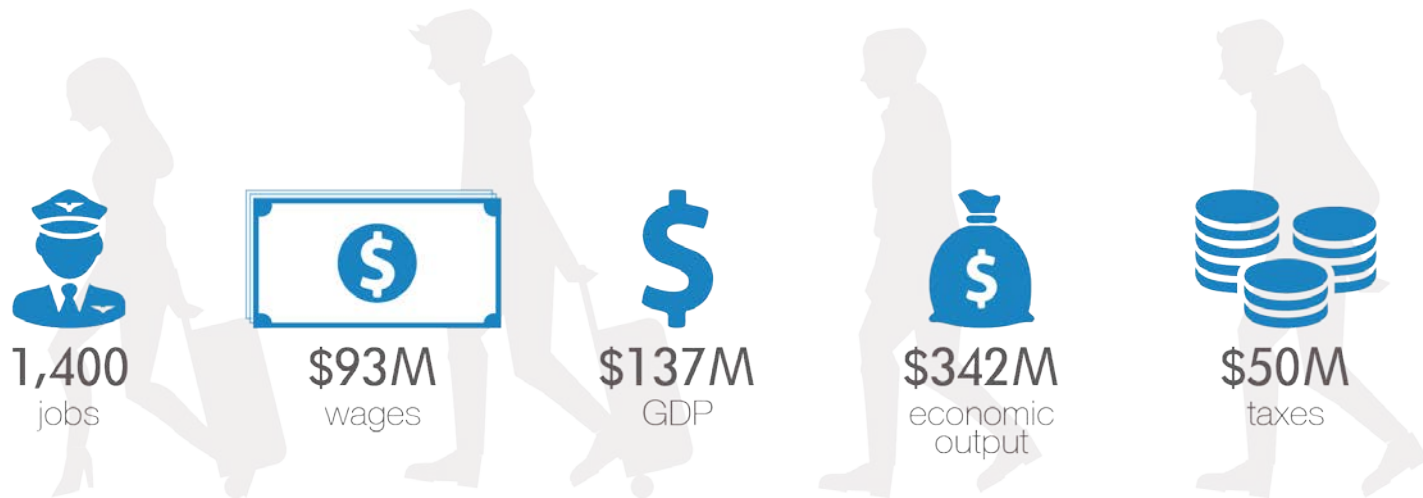 1,400
jobs
$93M
wages
$137M
GDP
$342M
economic
output
$50M
taxes